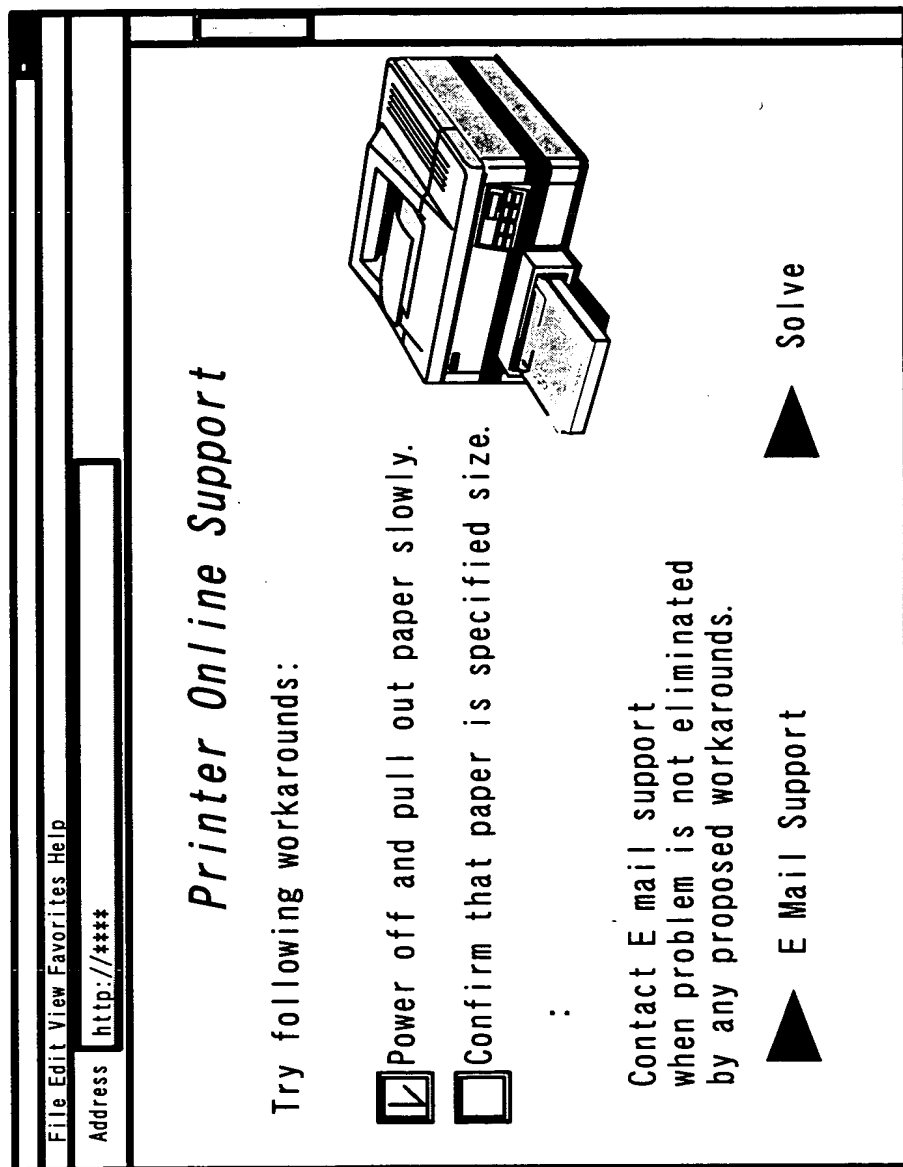 File Edit View Favorites Help
Address http://****
Printer Online Support
Try following workarounds:
Power off and pull out paper slowly.
Confirm that paper is specified size.
:
Contact E mail support
when problem is not eliminated
by any proposed workarounds.
E Mail Support
Solve